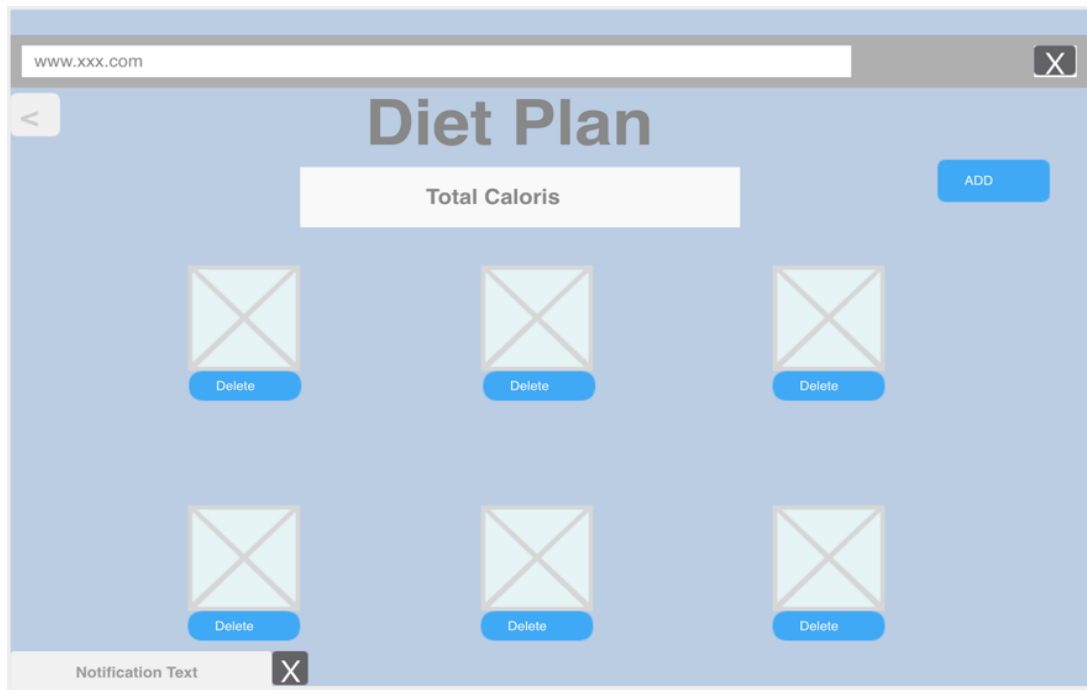 www.xxx.com
X
<
Diet Plan
ADD
Total Caloris
Delete
Delete
Delete
Delete
Delete
Delete
Notification Text
X